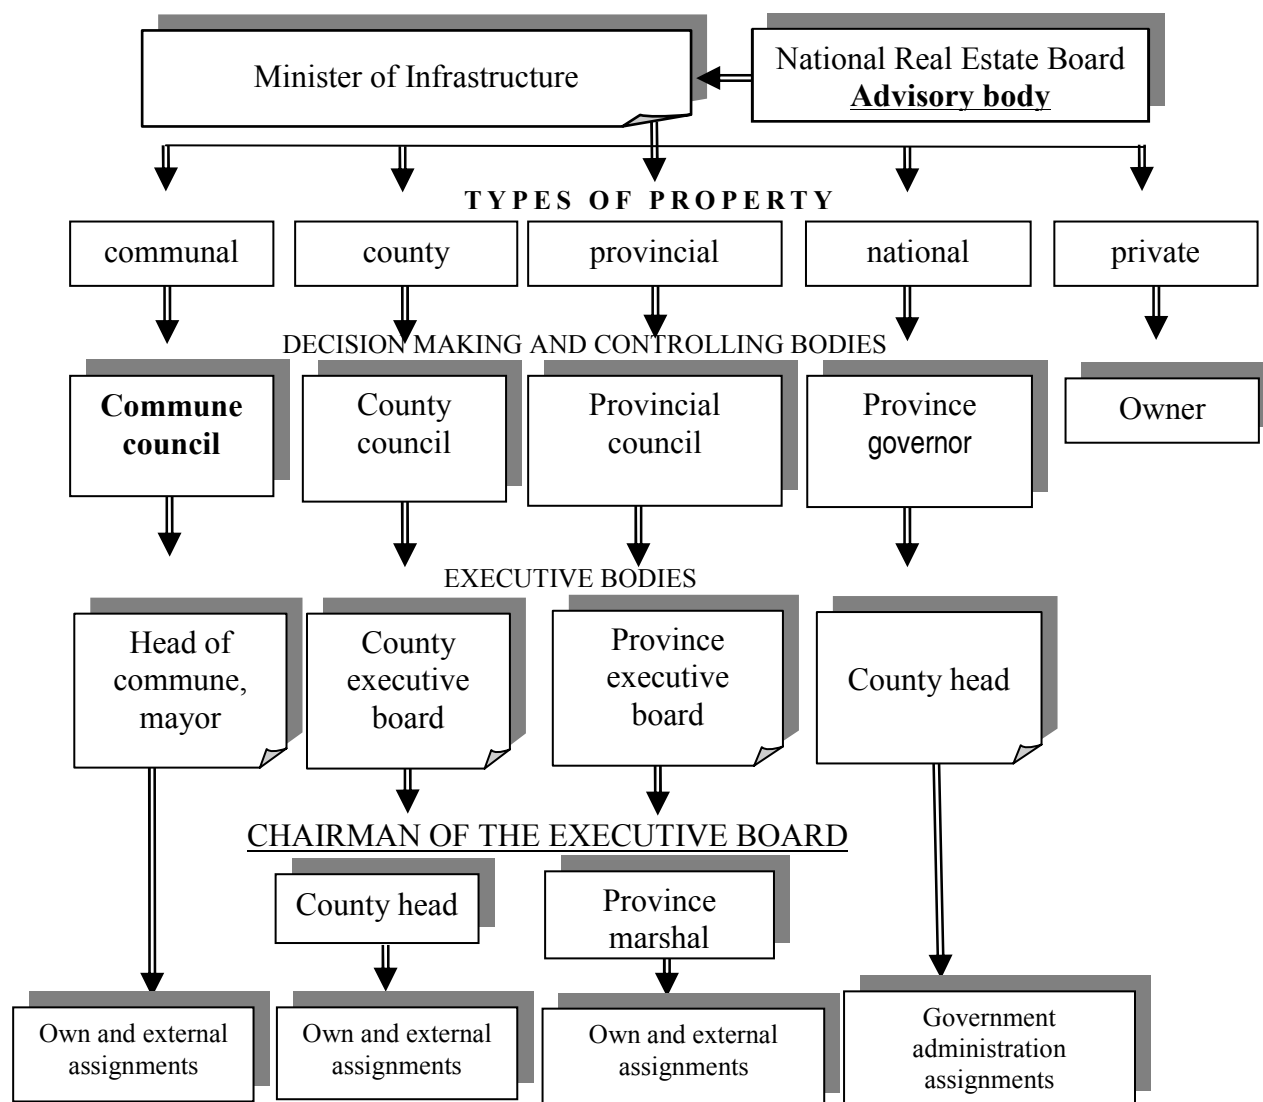 Minister of Infrastructure
National Real Estate Board
Advisory body
TYPES OF PROPERTY
communal
county
provincial
national
private
DECISION MAKING AND CONTROLLING BODIES
Commune
council
County
council
Provincial
council
Province
governor
Owner
EXECUTIVE BODIES
Head of
commune,
mayor
County
executive
board
Province
executive
board
County head
CHAIRMAN OF THE EXECUTIVE BOARD
County head
Province
marshal
Own and external
assignments
Own and external
assignments
Own and external
assignments
Government
administration
assignments